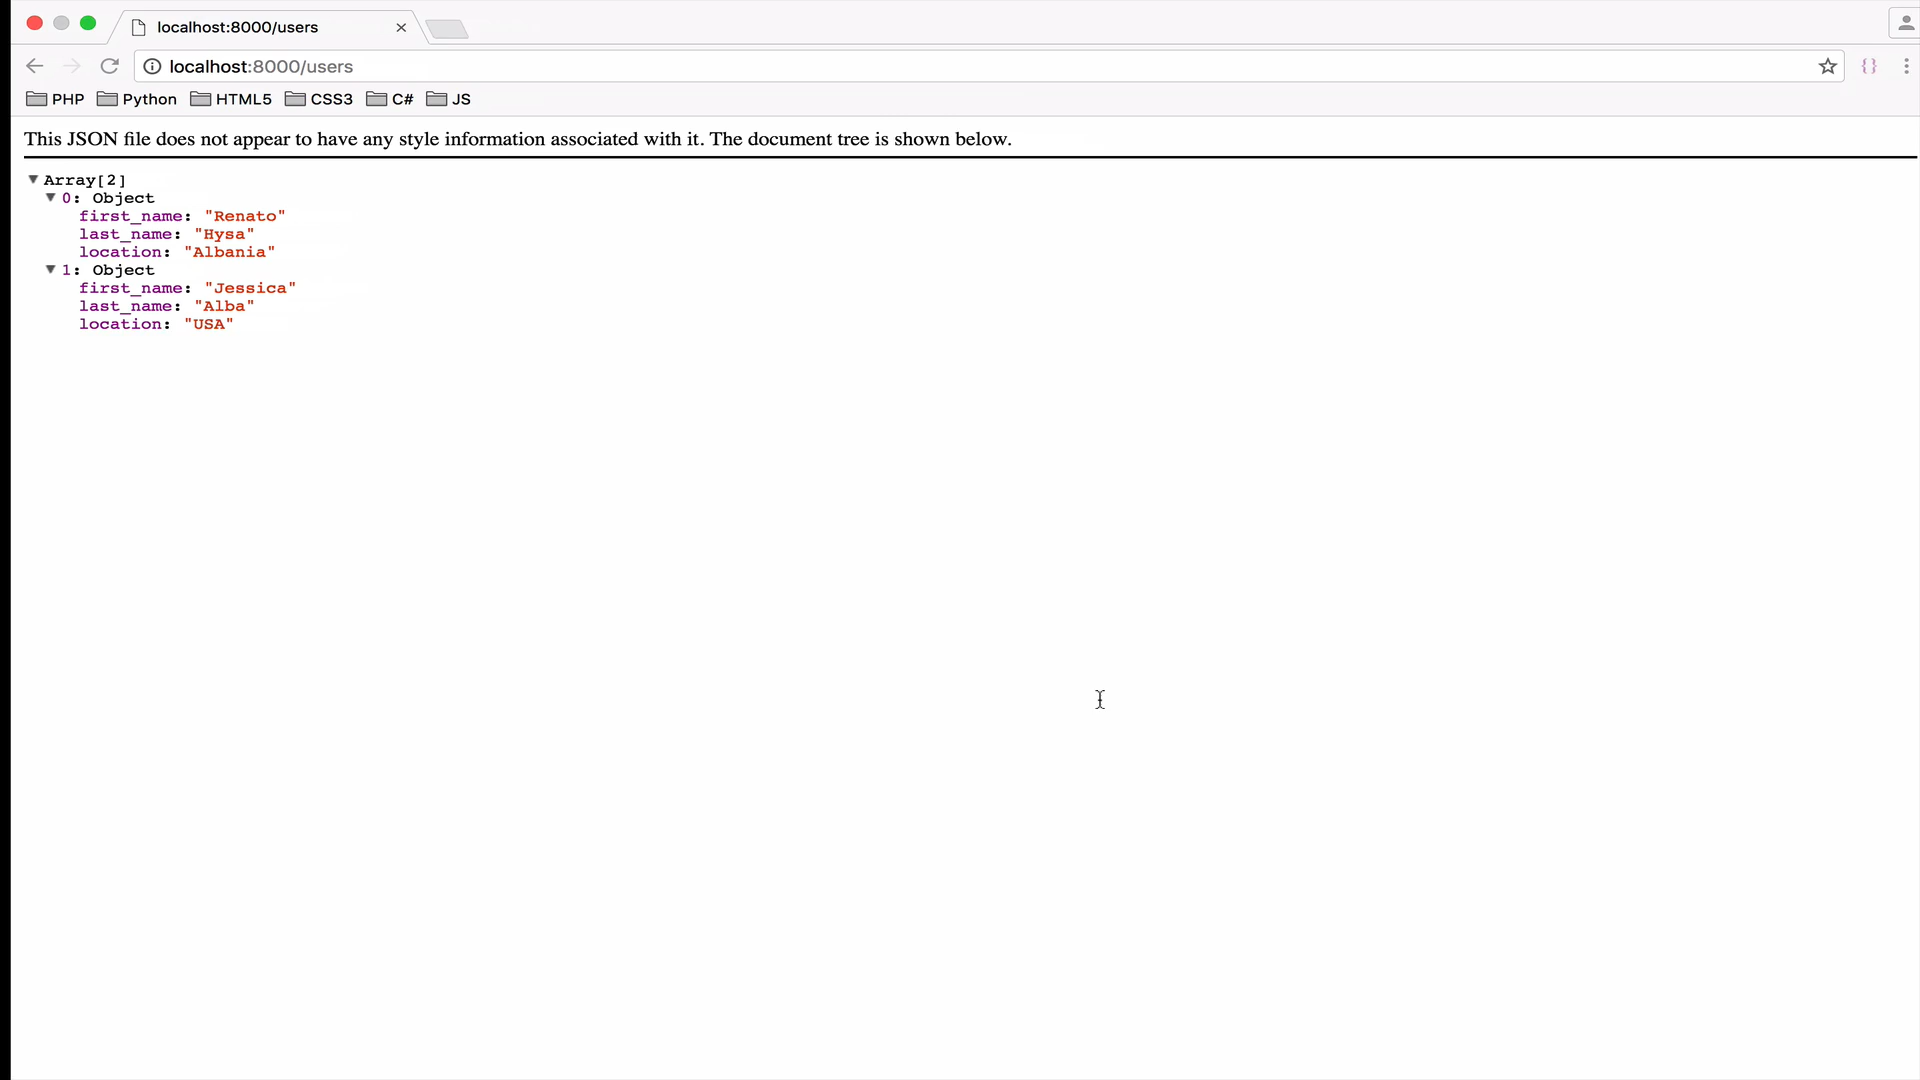 localhost:8000/users
localhost:8000/users
PHP Python HTML5 CSS3 C# JS
This JSON file does not appear to have any style information associated with it. The document tree is shown below.
Array[2]
0: Object
first_name: "Renato"
last_name: "Hysa"
location: "Albania"
1: Object
first_name: "Jessica"
last_name: "Alba"
location: "USA"